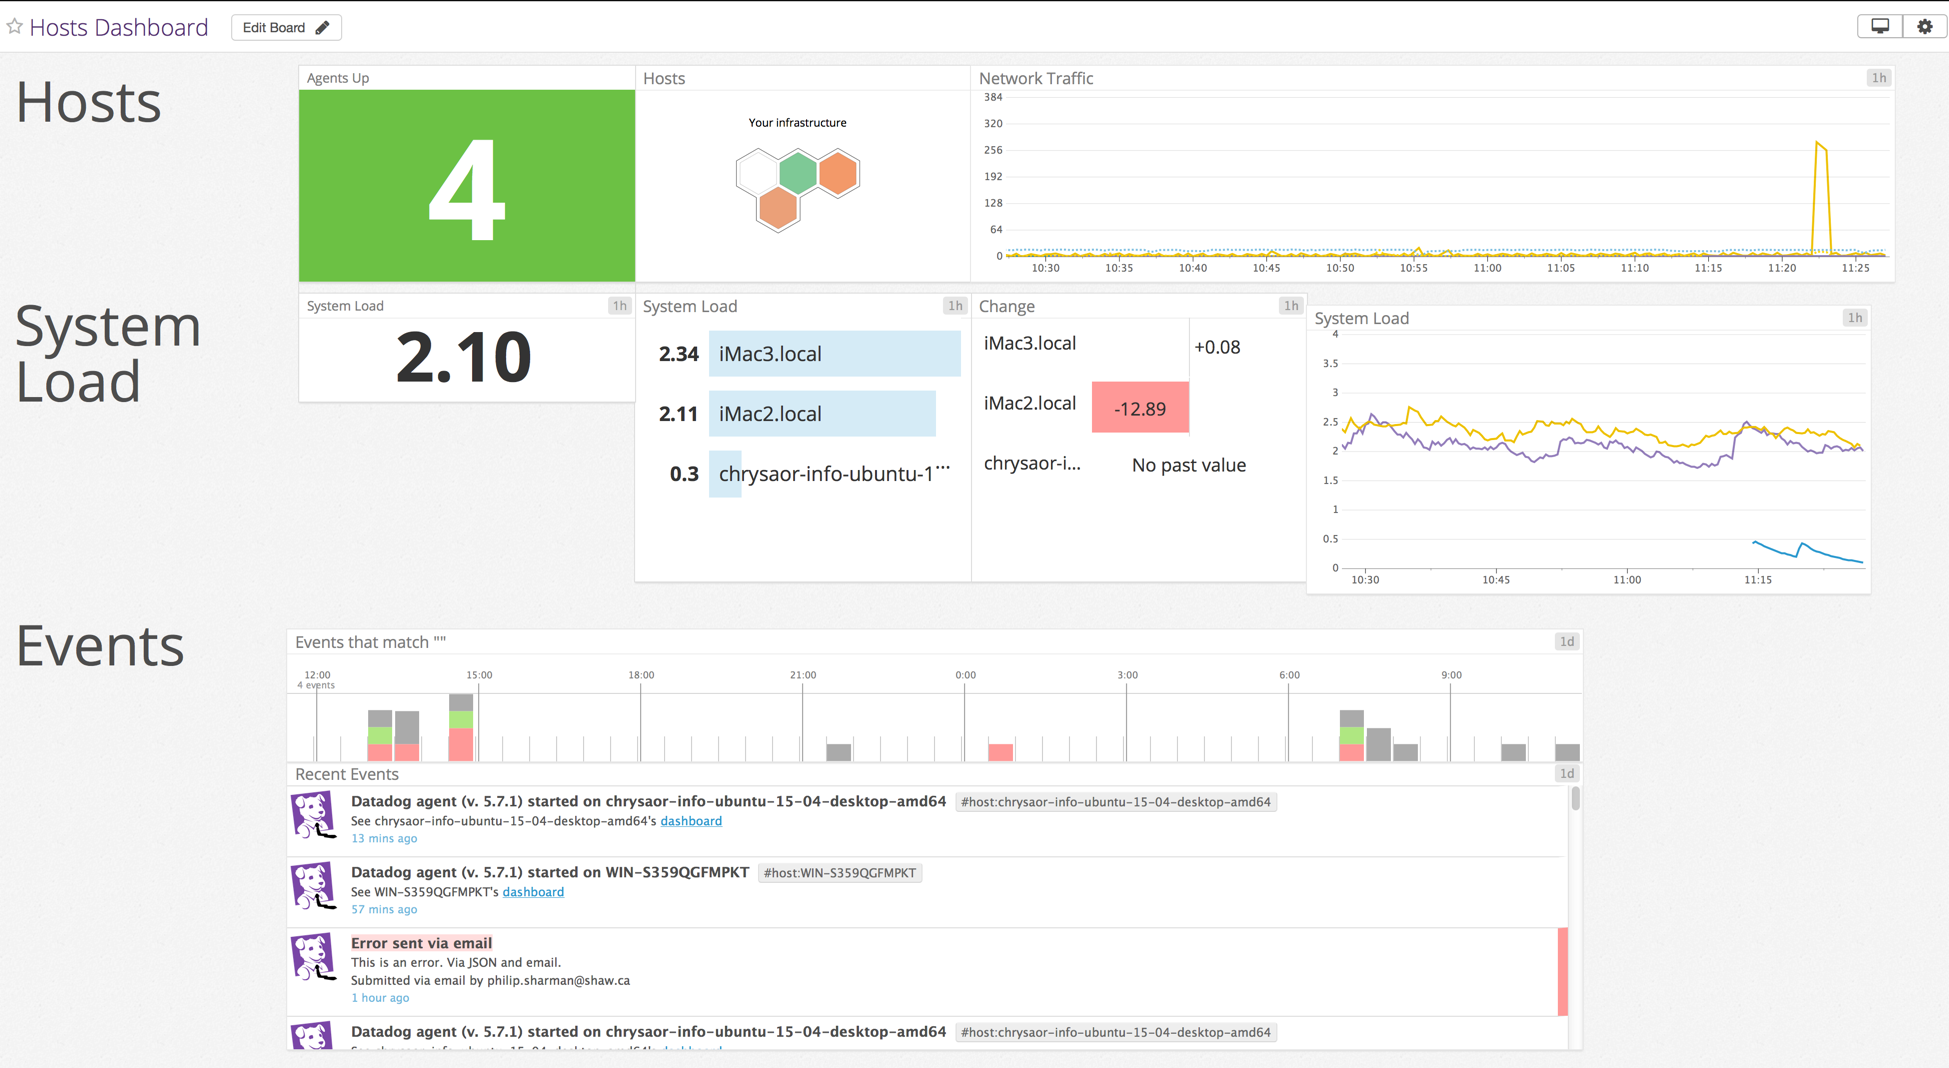 Hosts Dashboard
Edit Board
Hosts
Agents Up
4
Hosts
Your infrastructure
Network Traffic
1h
384
320
256
192
128
64
0
10:30 10:35 10:40 10:45 10:50 10:55 11:00 11:05 11:10 11:15 11:20 11:25
System
Load
System Load
1h
2.10
System Load
1h
2.34 iMac3.local
2.11 iMac2.local
0.3 chrysaor-info-ubuntu-1...
Change
1h
iMac3.local +0.08
iMac2.local -12.89
chrysaor-i... No past value
System Load
1h
4
3.5
3
2.5
2
1.5
1
0.5
0
10:30 10:45 11:00 11:15
Events
Events that match ""
1d
12:00 15:00 18:00 21:00 0:00 3:00 6:00 9:00
4 events
Recent Events
1d
Datadog agent (v. 5.7.1) started on chrysaor-info-ubuntu-15-04-desktop-amd64 #host:chrysaor-info-ubuntu-15-04-desktop-amd64
See chrysaor-info-ubuntu-15-04-desktop-amd64's dashboard
13 mins ago
Datadog agent (v. 5.7.1) started on WIN-S359QGFMPKT #host:WIN-S359QGFMPKT
See WIN-S359QGFMPKT's dashboard
57 mins ago
Error sent via email
This is an error. Via JSON and email.
Submitted via email by philip.sharman@shaw.ca
1 hour ago
Datadog agent (v. 5.7.1) started on chrysaor-info-ubuntu-15-04-desktop-amd64 #host:chrysaor-info-ubuntu-15-04-desktop-amd64